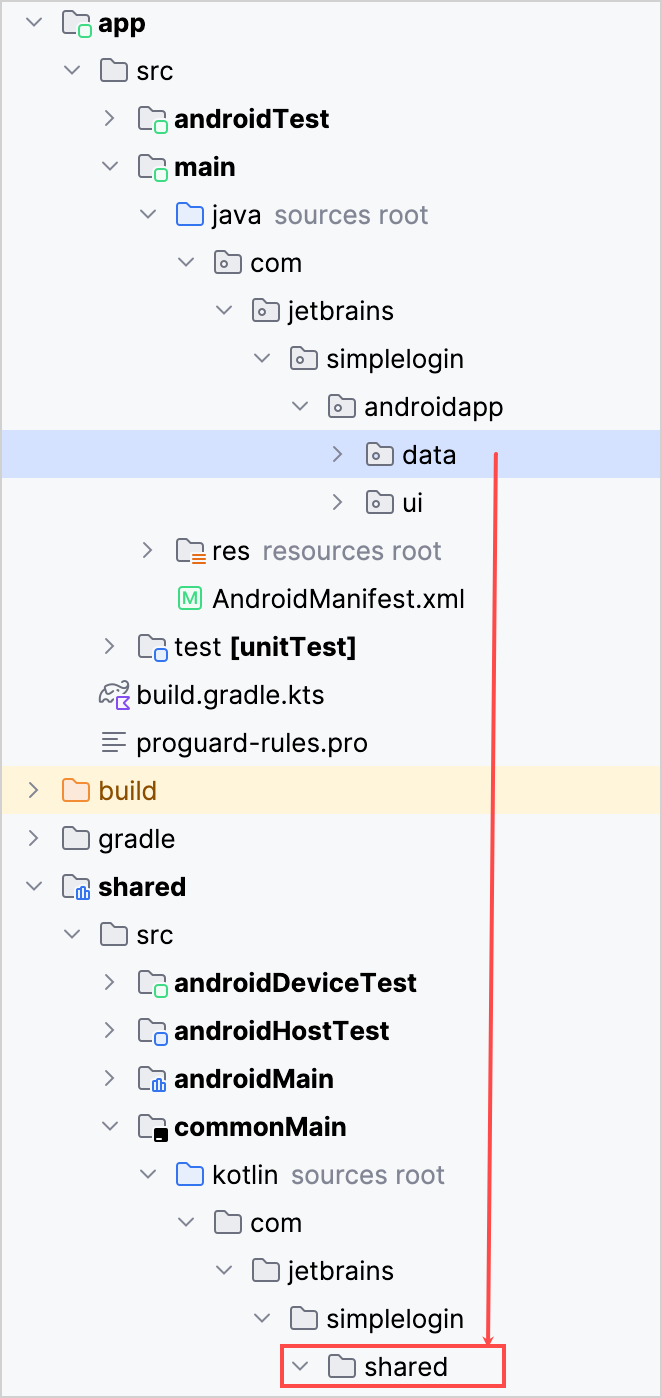 app
src
androidTest
main
java sources root
com
jetbrains
simplelogin
androidapp
data
ui
res resources root
M AndroidManifest.xml
test [unitTest]
build.gradle.kts
proguard-rules.pro
build
gradle
shared
src
androidDeviceTest
androidHostTest
androidMain
commonMain
kotlin sources root
com
jetbrains
simplelogin
shared